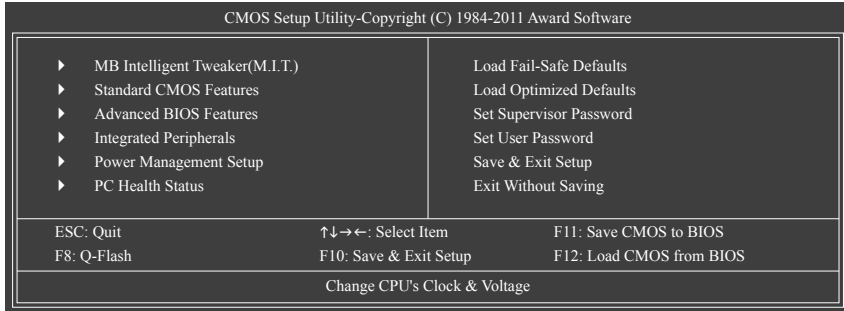 CMOS Setup Utility-Copyright (C) 1984-2011 Award Software
MB Intelligent Tweaker(M.I.T.)
Standard CMOS Features
Advanced BIOS Features
Integrated Peripherals
Power Management Setup
PC Health Status
Load Fail-Safe Defaults
Load Optimized Defaults
Set Supervisor Password
Set User Password
Save & Exit Setup
Exit Without Saving
ESC: Quit ↑↓→←: Select Item F11: Save CMOS to BIOS
F8: Q-Flash F10: Save & Exit Setup F12: Load CMOS from BIOS
Change CPU's Clock & Voltage